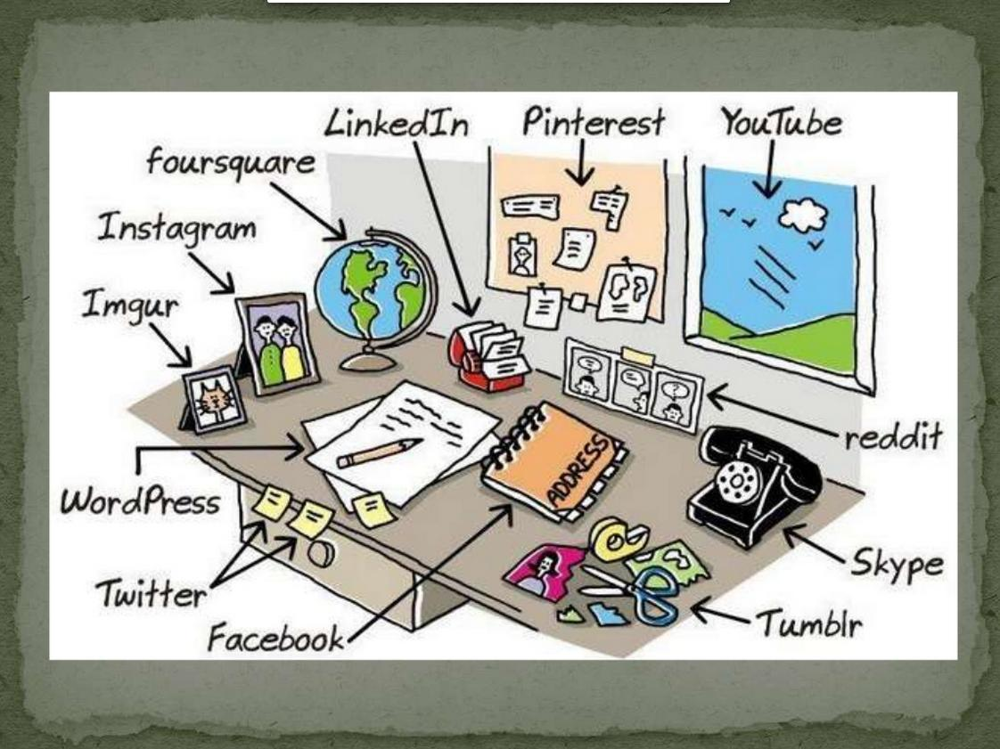 LinkedIn
Pinterest
YouTube
foursquare
Instagram
Imgur
reddit
ADDRESS
WordPress
Skype
Twitter
Tumblr
Facebook